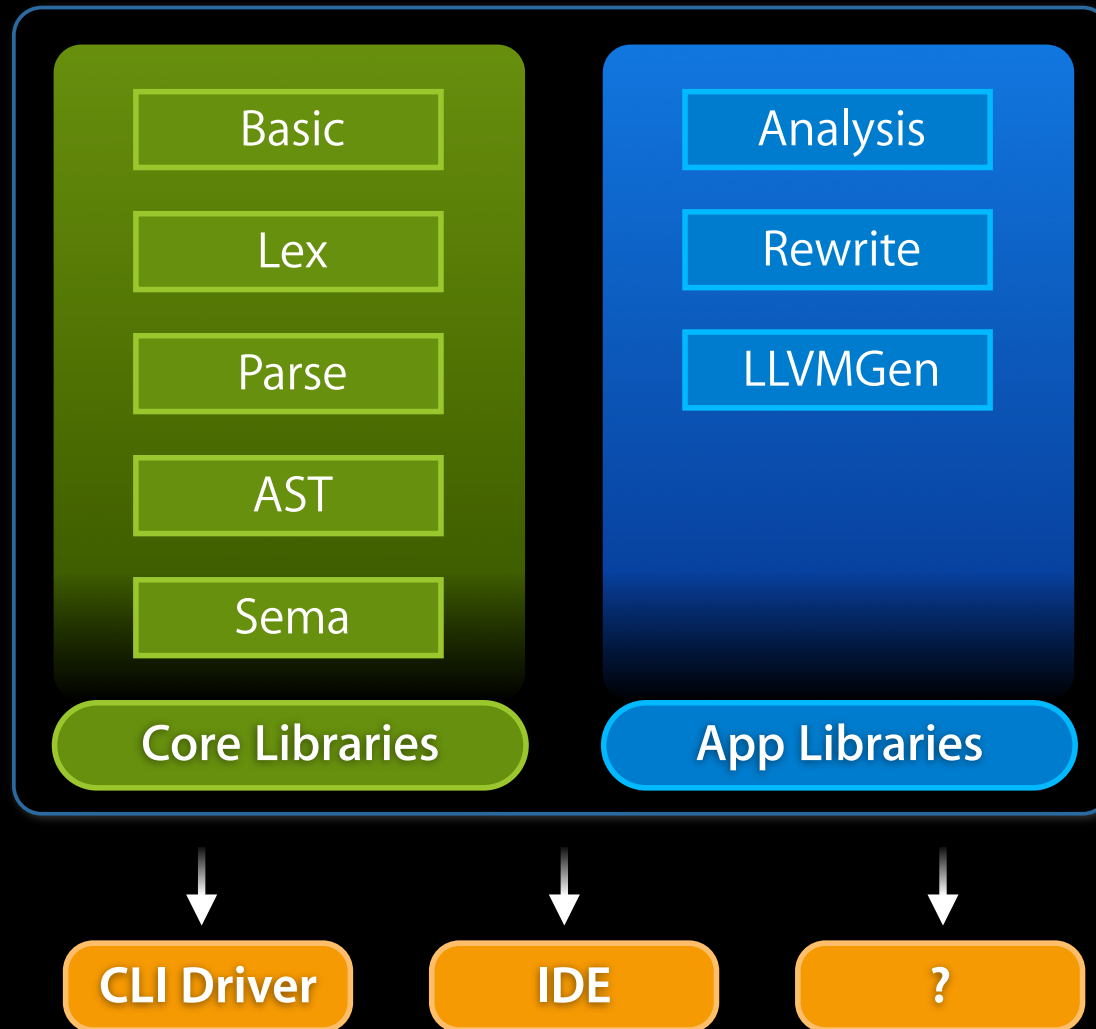 Basic
Lex
Parse
AST
Sema
Core Libraries
Analysis
Rewrite
LLVMGen
App Libraries
CLI Driver
IDE
?